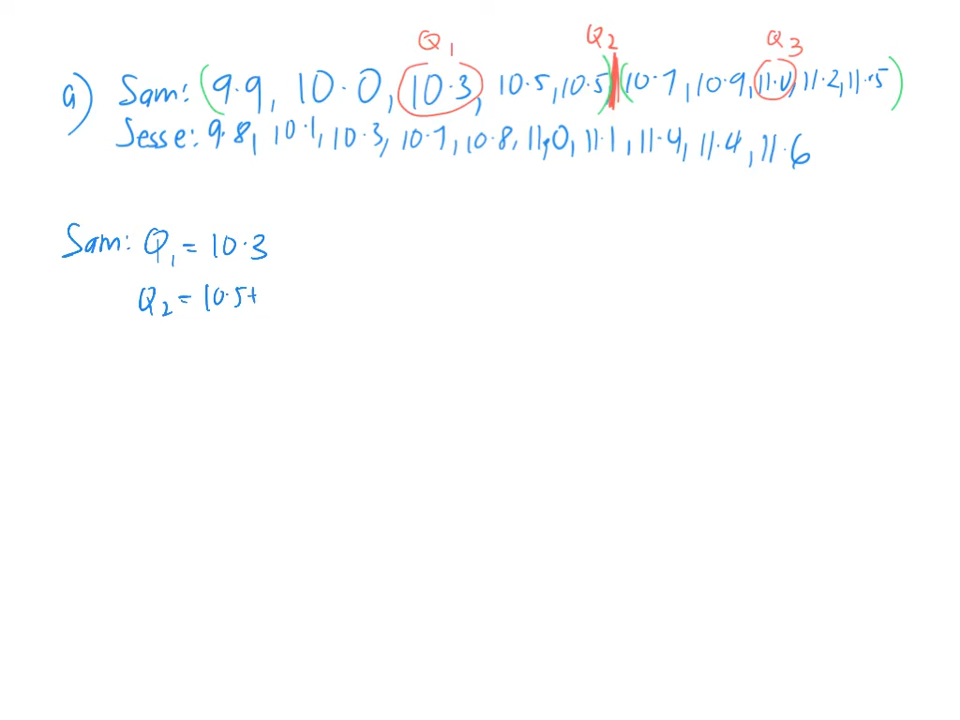 Q1 Q2 Q3
a) Sam: (9.9, 10.0, 10.3, 10.5, 10.5)(10.7, 10.9, 11.0, 11.2, 11.5)
Jesse: 9.8, 10.1, 10.3, 10.7, 10.8, 11.0, 11.1, 11.4, 11.4, 11.6
Sam: Q1 = 10.3
Q2 = 10.5+